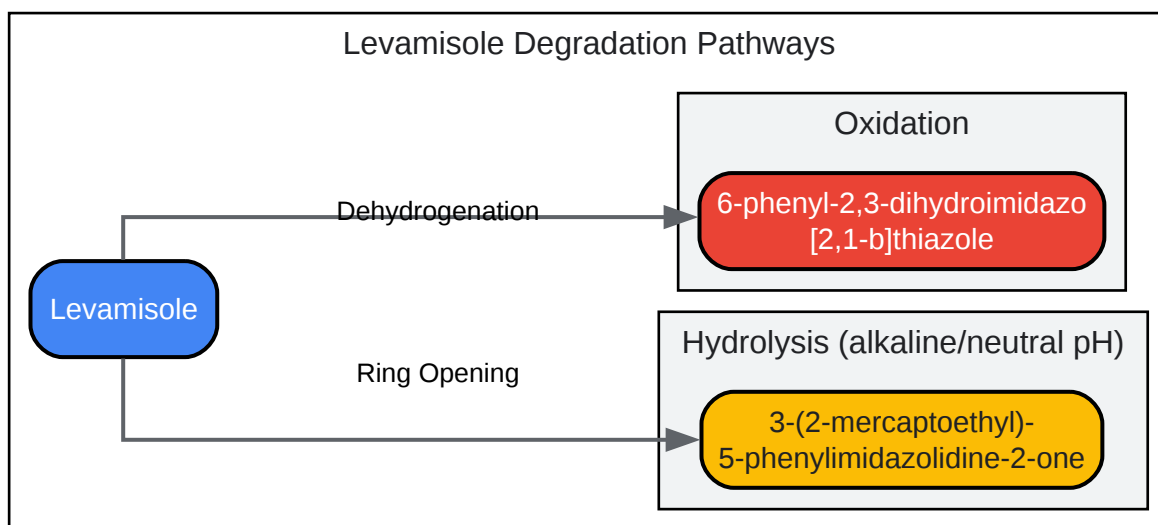 Levamisole Degradation Pathways
Oxidation
6-phenyl-2,3-dihydroimidazo
[2,1-b]thiazole
Dehydrogenation
Levamisole
Hydrolysis (alkaline/neutral pH)
Ring Opening
3-(2-mercaptoethyl)-
5-phenylimidazolidine-2-one